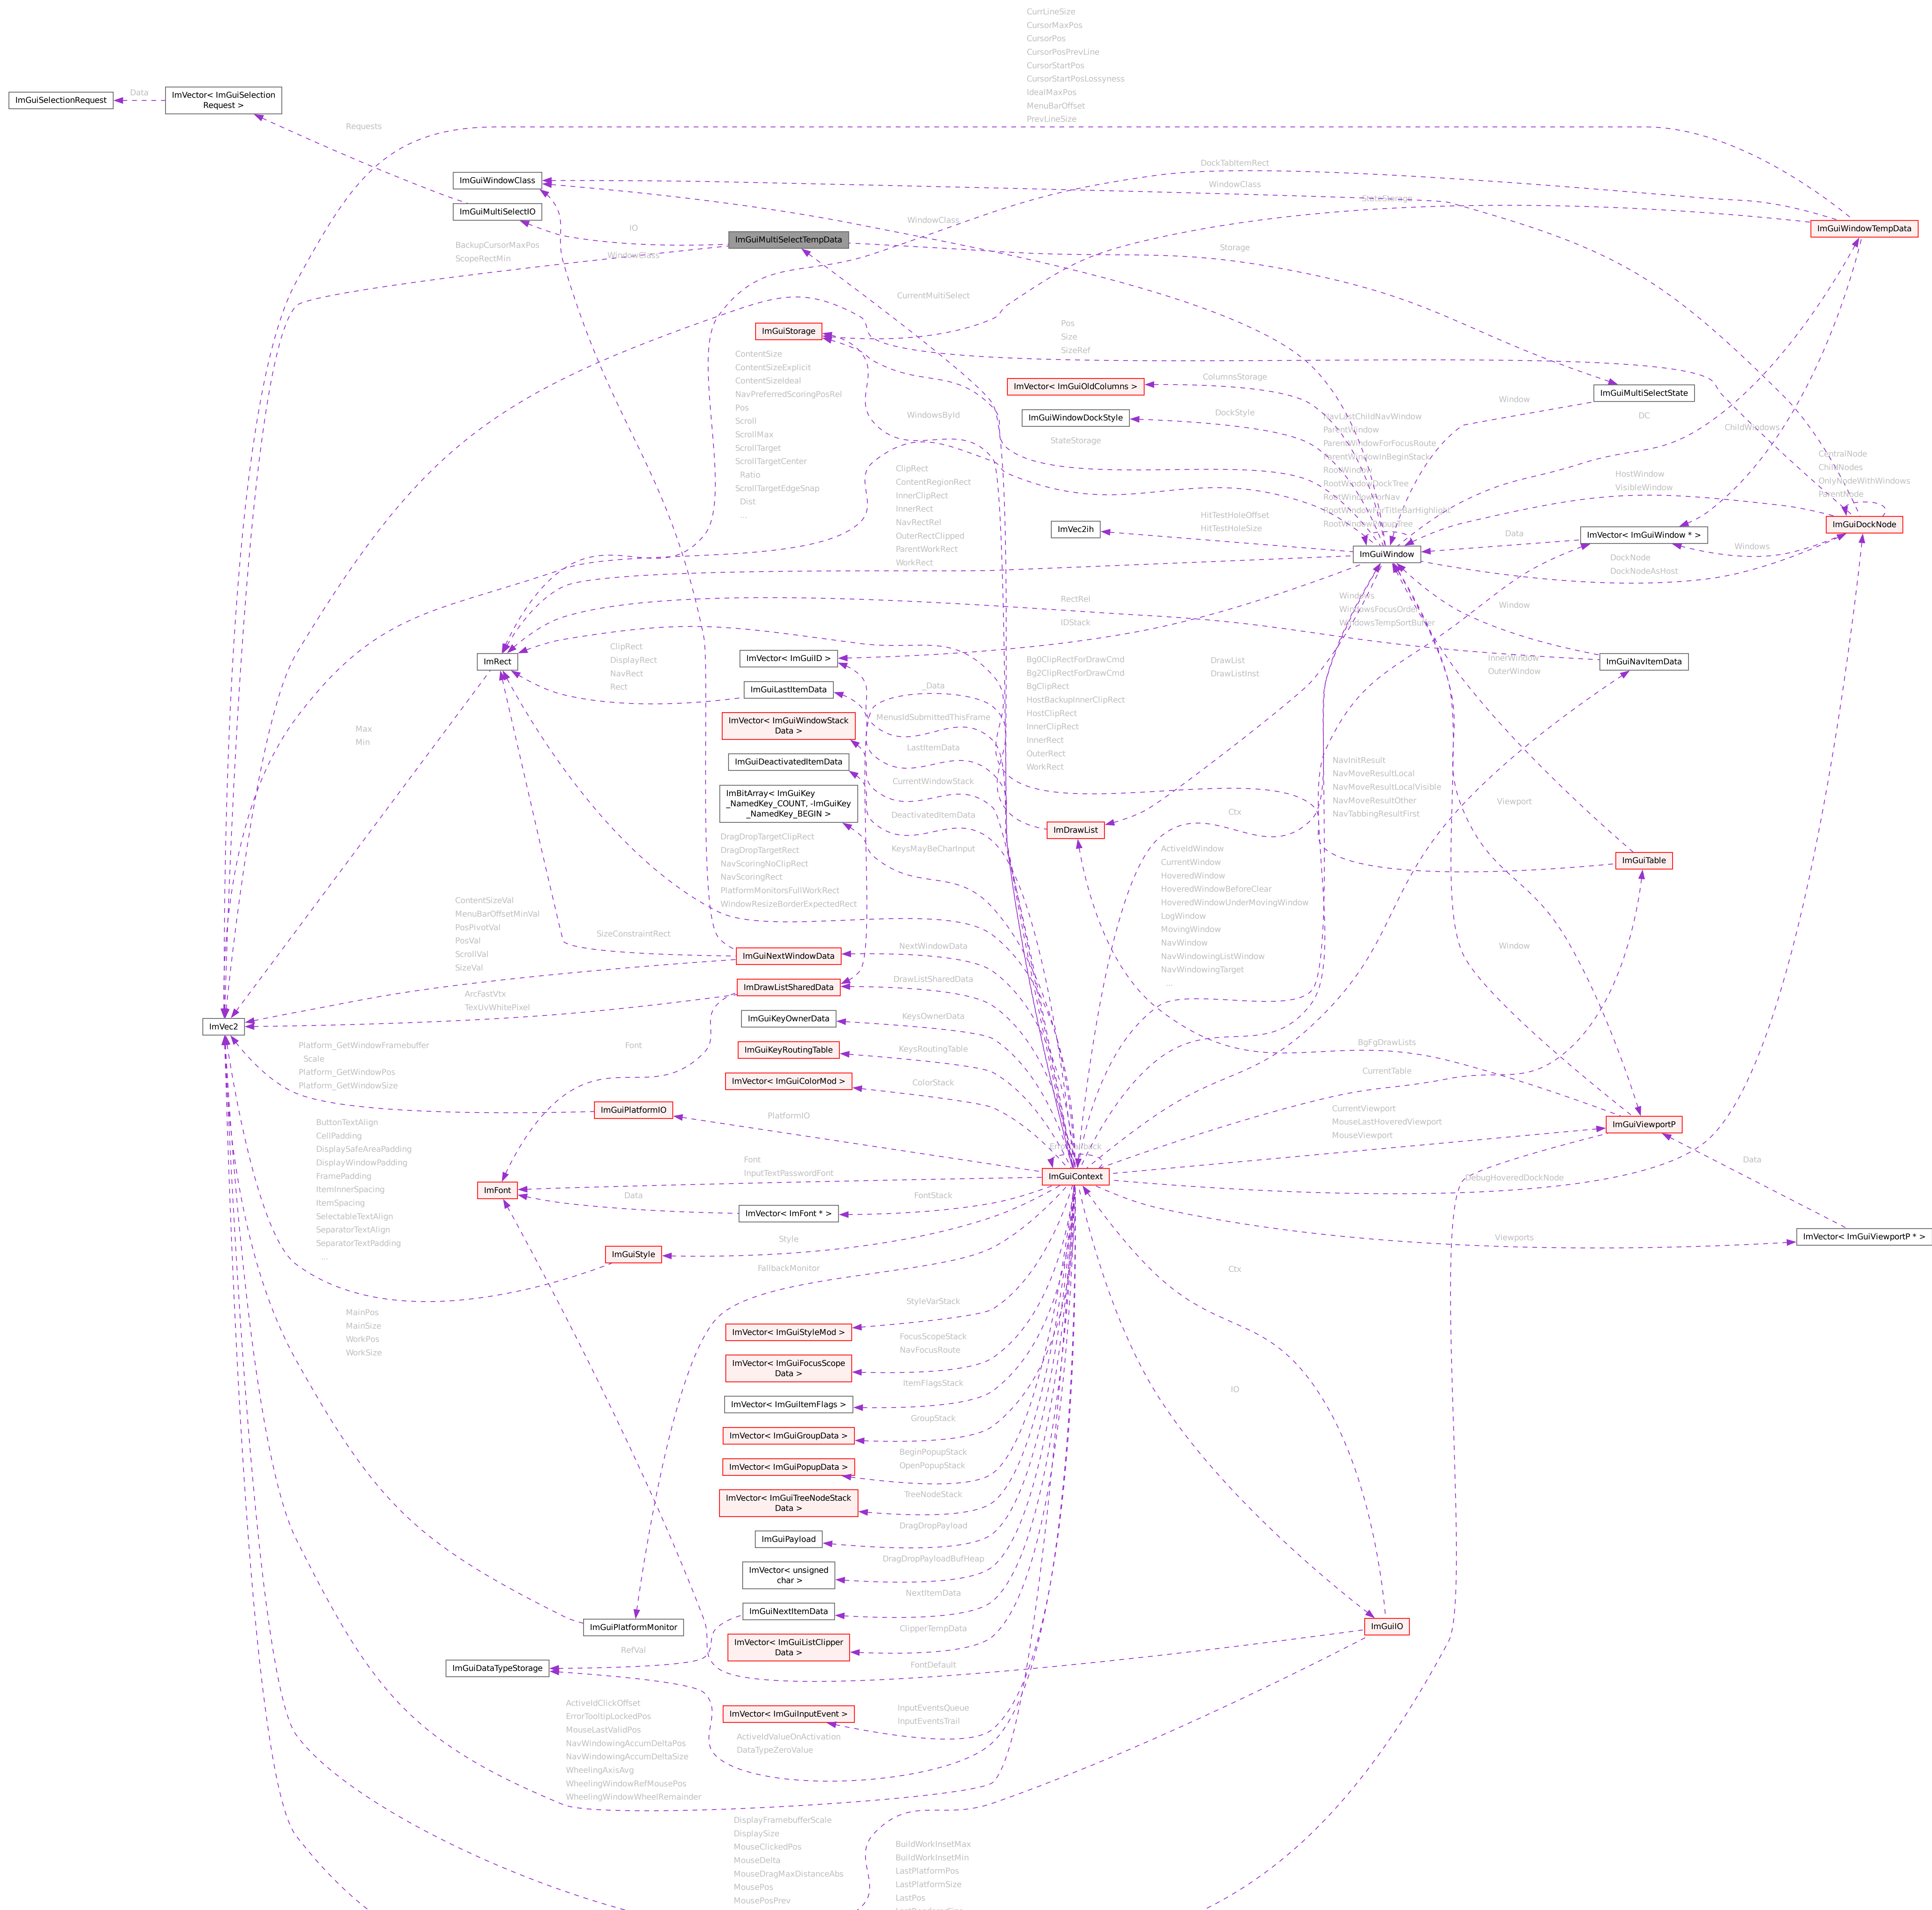 CurrLineSize
CursorMaxPos
CursorPos
CursorPosPrevLine
CursorStartPos
CursorStartPosLossyness
IdealMaxPos
MenuBarOffset
PrevLineSize
ImGuiSelectionRequest
Data
ImVector< ImGuiSelection
Request >
Requests
DockTabItemRect
WindowClass
StateStorage
ImGuiWindowClass
ImGuiMultiSelectIO
IO
ImGuiMultiSelectTempData
WindowClass
ImGuiWindowTempData
BackupCursorMaxPos
ScopeRectMin
WindowClass
Storage
CurrentMultiSelect
ImGuiStorage
Pos
Size
SizeRef
ContentSize
ContentSizeExplicit
ContentSizeIdeal
NavPreferredScoringPosRel
Pos
Scroll
ScrollMax
ScrollTarget
ScrollTargetCenter
Ratio
ScrollTargetEdgeSnap
Dist
...
ImVector< ImGuiOldColumns >
ColumnsStorage
ImGuiMultiSelectState
Window
WindowsById
ImGuiWindowDockStyle
DockStyle
StateStorage
NavLastChildNavWindow
ParentWindow
ParentWindowForFocusRoute
ParentWindowInBeginStack
RootWindow
RootWindowDockTree
RootWindowForNav
RootWindowForTitleBarHighlight
RootWindowPopupTree
DC
ChildWindows
ClipRect
ContentRegionRect
InnerClipRect
InnerRect
NavRectRel
OuterRectClipped
ParentWorkRect
WorkRect
HostWindow
VisibleWindow
CentralNode
ChildNodes
OnlyNodeWithWindows
ParentNode
ImVec2ih
HitTestHoleOffset
HitTestHoleSize
ImGuiWindow
Data
ImVector< ImGuiWindow * >
Windows
ImGuiDockNode
DockNode
DockNodeAsHost
RectRel
IDStack
Windows
WindowsFocusOrder
WindowsTempSortBuffer
Window
ImRect
ClipRect
DisplayRect
NavRect
Rect
ImVector< ImGuiID >
ImGuiLastItemData
_Data
Bg0ClipRectForDrawCmd
Bg2ClipRectForDrawCmd
BgClipRect
HostBackupInnerClipRect
HostClipRect
InnerClipRect
InnerRect
OuterRect
WorkRect
DrawList
DrawListInst
InnerWindow
OuterWindow
ImGuiNavItemData
Max
Min
ImVector< ImGuiWindowStack
Data >
MenusIdSubmittedThisFrame
ImGuiDeactivatedItemData
LastItemData
ImBitArray< ImGuiKey
_NamedKey_COUNT, -ImGuiKey
_NamedKey_BEGIN >
CurrentWindowStack
DeactivatedItemData
KeysMayBeCharInput
NavInitResult
NavMoveResultLocal
NavMoveResultLocalVisible
NavMoveResultOther
NavTabbingResultFirst
Viewport
Ctx
ImDrawList
ImGuiTable
DragDropTargetClipRect
DragDropTargetRect
NavScoringNoClipRect
NavScoringRect
PlatformMonitorsFullWorkRect
WindowResizeBorderExpectedRect
ActiveIdWindow
CurrentWindow
HoveredWindow
HoveredWindowBeforeClear
HoveredWindowUnderMovingWindow
LogWindow
MovingWindow
NavWindow
NavWindowingListWindow
NavWindowingTarget
...
ContentSizeVal
MenuBarOffsetMinVal
PosPivotVal
PosVal
ScrollVal
SizeVal
SizeConstraintRect
ImGuiNextWindowData
NextWindowData
Window
ArcFastVtx
TexUvWhitePixel
ImDrawListSharedData
DrawListSharedData
ImVec2
ImGuiKeyOwnerData
KeysOwnerData
Platform_GetWindowFramebuffer
Scale
Platform_GetWindowPos
Platform_GetWindowSize
Font
ImGuiKeyRoutingTable
KeysRoutingTable
BgFgDrawLists
CurrentTable
ImVector< ImGuiColorMod >
ColorStack
ImGuiPlatformIO
PlatformIO
CurrentViewport
MouseLastHoveredViewport
MouseViewport
ImGuiViewportP
ButtonTextAlign
CellPadding
DisplaySafeAreaPadding
DisplayWindowPadding
FramePadding
ItemInnerSpacing
ItemSpacing
SelectableTextAlign
SeparatorTextAlign
SeparatorTextPadding
...
ErrorCallback
Font
InputTextPasswordFont
ImGuiContext
DebugHoveredDockNode
Data
ImFont
Data
ImVector< ImFont * >
FontStack
ImGuiStyle
Style
Viewports
ImVector< ImGuiViewportP * >
FallbackMonitor
Ctx
MainPos
MainSize
WorkPos
WorkSize
StyleVarStack
ImVector< ImGuiStyleMod >
FocusScopeStack
NavFocusRoute
ImVector< ImGuiFocusScope
Data >
ItemFlagsStack
IO
ImVector< ImGuiItemFlags >
GroupStack
ImVector< ImGuiGroupData >
BeginPopupStack
OpenPopupStack
ImVector< ImGuiPopupData >
TreeNodeStack
ImVector< ImGuiTreeNodeStack
Data >
DragDropPayload
ImGuiPayload
DragDropPayloadBufHeap
ImVector< unsigned
char >
NextItemData
ImGuiNextItemData
ImGuiPlatformMonitor
ClipperTempData
ImGuiIO
RefVal
ImVector< ImGuiListClipper
Data >
ImGuiDataTypeStorage
FontDefault
ActiveIdClickOffset
ErrorTooltipLockedPos
MouseLastValidPos
NavWindowingAccumDeltaPos
NavWindowingAccumDeltaSize
WheelingAxisAvg
WheelingWindowRefMousePos
WheelingWindowWheelRemainder
ImVector< ImGuiInputEvent >
InputEventsQueue
InputEventsTrail
ActiveIdValueOnActivation
DataTypeZeroValue
DisplayFramebufferScale
DisplaySize
MouseClickedPos
MouseDelta
MouseDragMaxDistanceAbs
MousePos
MousePosPrev
BuildWorkInsetMax
BuildWorkInsetMin
LastPlatformPos
LastPlatformSize
LastPos